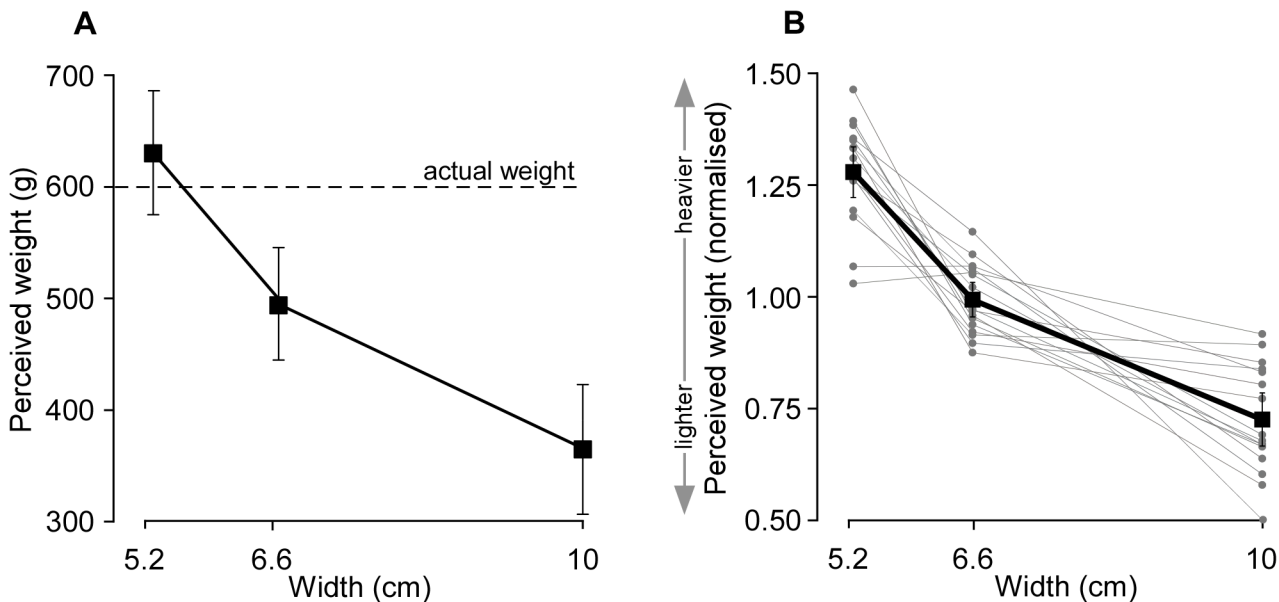 A
Perceived weight (g)
700
600
500
400
300
actual weight
5.2
6.6
10
Width (cm)
B
lighter
heavier
Perceived weight (normalised)
1.50
1.25
1.00
0.75
0.50
5.2
6.6
10
Width (cm)